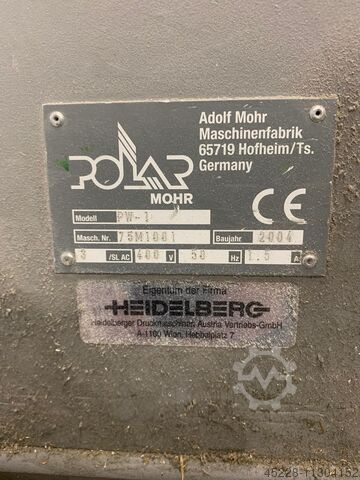 POLAR
MOHR
Adolf Mohr
Maschinenfabrik
65719 Hofheim/Ts.
Germany
CE
Modell PW-1
Masch. Nr. 75M1001 Baujahr 2004
3 /SL AC 400 V 50 Hz 1.5 A
Eigentum der Firma
HEIDELBERG
Heidelberger Druckmaschinen Austria Vertriebs-GmbH
A-1100 Wien, Hebbelplatz 7
45228-11304152